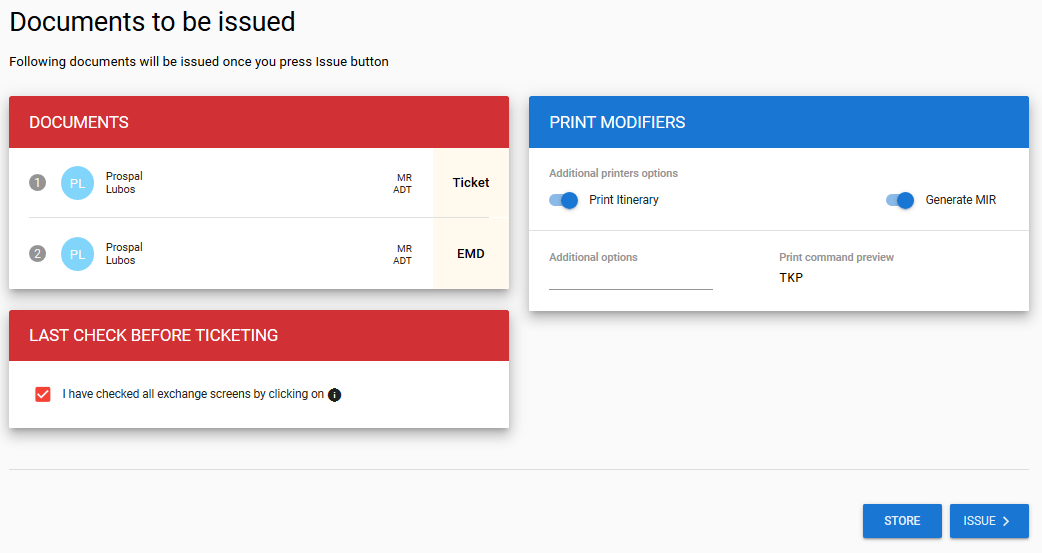 Documents to be issued
Following documents will be issued once you press Issue button
DOCUMENTS
1 PL Prospal MR Ticket
Lubos ADT
2 PL Prospal MR EMD
Lubos ADT
LAST CHECK BEFORE TICKETING
I have checked all exchange screens by clicking on i
PRINT MODIFIERS
Additional printers options
Print Itinerary Generate MIR
Additional options Print command preview
TKP
STORE ISSUE